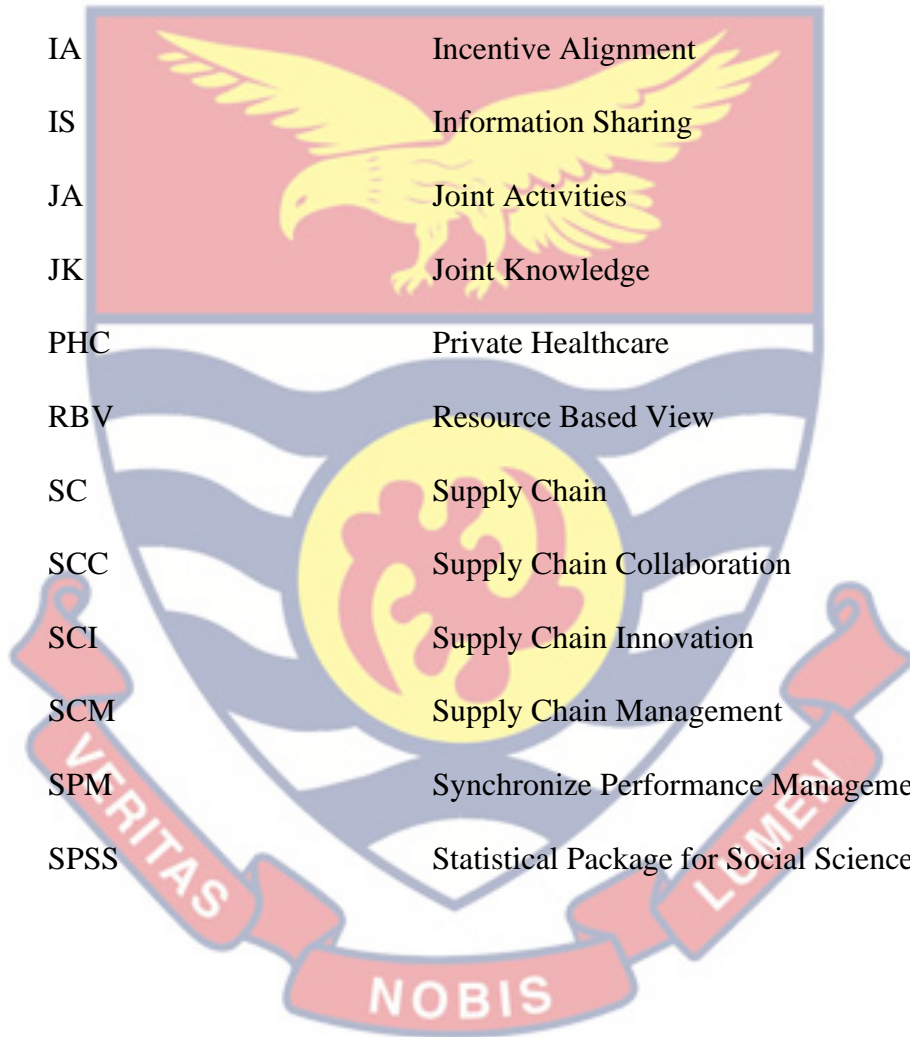 IA Incentive Alignment
IS Information Sharing
JA Joint Activities
JK Joint Knowledge
PHC Private Healthcare
RBV Resource Based View
SC Supply Chain
SCC Supply Chain Collaboration
SCI Supply Chain Innovation
SCM Supply Chain Management
SPM Synchronize Performance Manageme
SPSS Statistical Package for Social Science
VERITAS NOBIS LUMEN